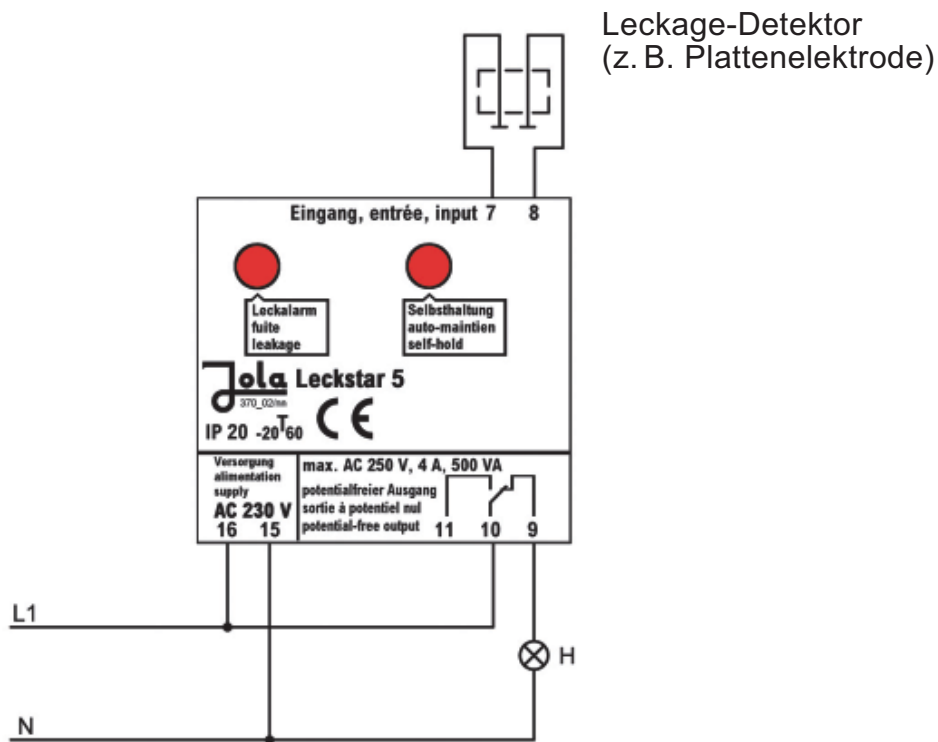 Leckage-Detektor
(z. B. Plattenelektrode)
Eingang, entrée, input 7 8
Leckalarm
fuite
leakage
Selbsthaltung
auto-maintien
self-hold
Jola Leckstar 5
370_02/nn
IP 20 -20T60 CE
Versorgung
alimentation
supply
AC 230 V
16 15
max. AC 250 V, 4 A, 500 VA
potentialfreier Ausgang
sortie à potentiel nul
potential-free output
11 10 9
L1
H
N